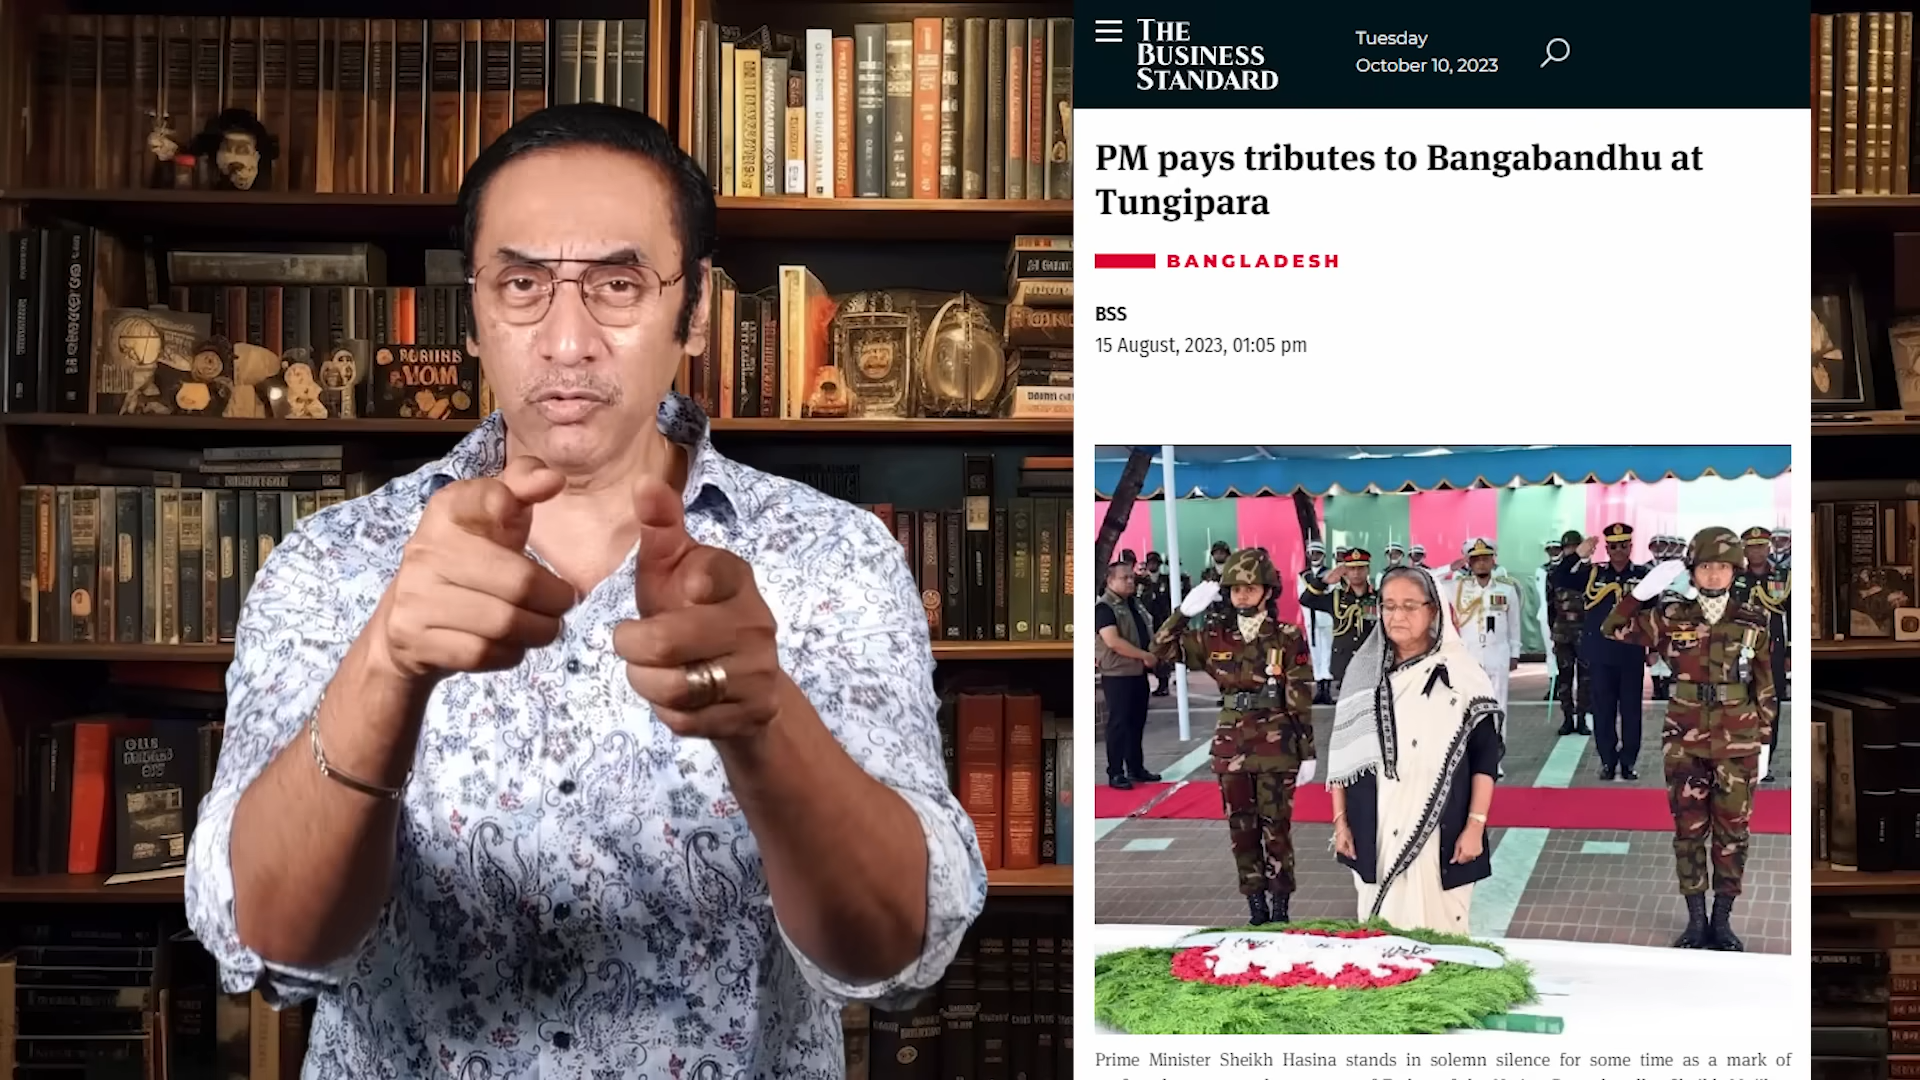 THE
BUSINESS
STANDARD
Tuesday
October 10, 2023
PM pays tributes to Bangabandhu at
Tungipara
BANGLADESH
BSS
15 August, 2023, 01:05 pm
Prime Minister Sheikh Hasina stands in solemn silence for some time as a mark of